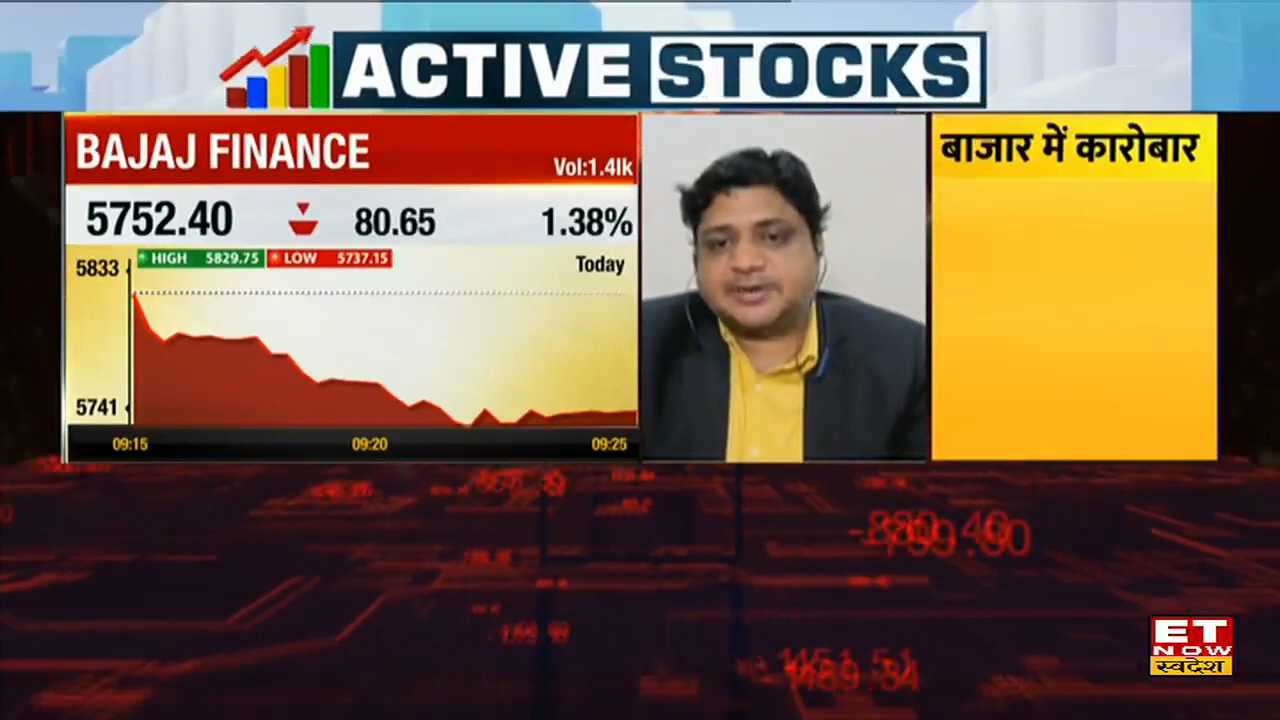 ACTIVE STOCKS
BAJAJ FINANCE
Vol:1.4lk
5752.40 80.65 1.38%
HIGH 5829.75 LOW 5737.15
Today
5833
5741
09:15 09:20 09:25
बाजार में कारोबार
ET
NOW
स्वदेश